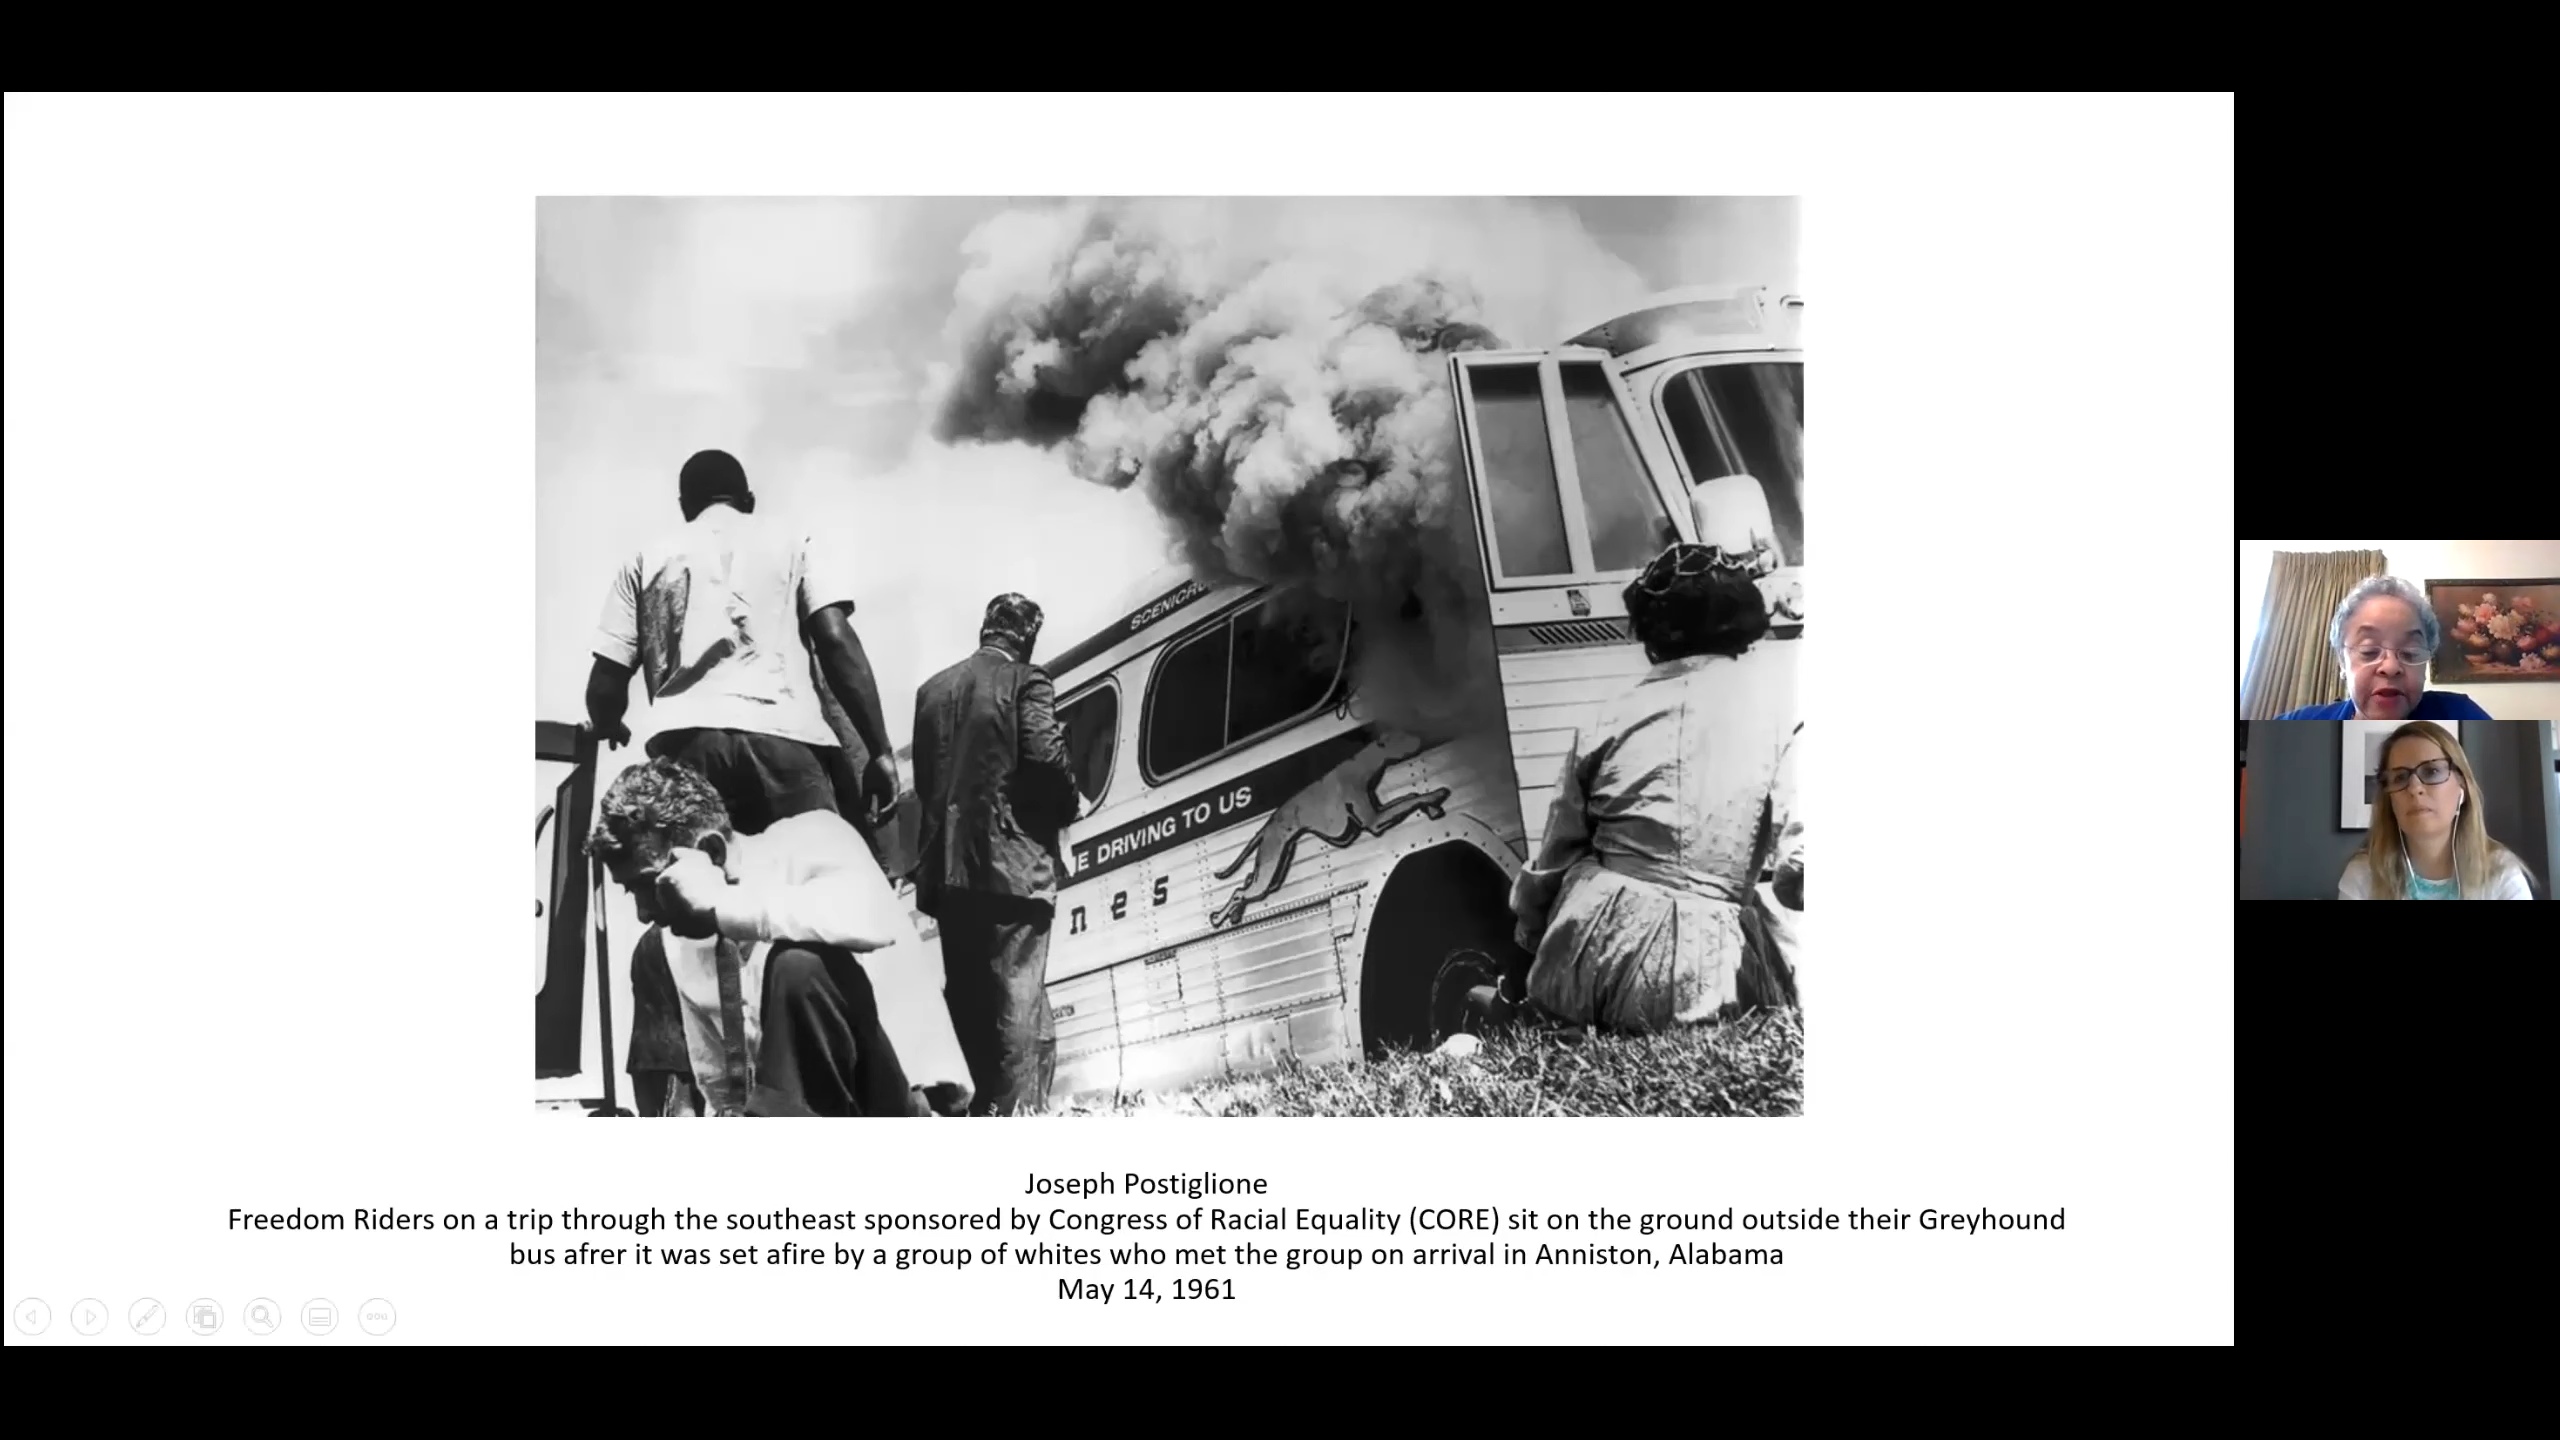 SCENICRU
E DRIVING TO US
nes
Joseph Postiglione
Freedom Riders on a trip through the southeast sponsored by Congress of Racial Equality (CORE) sit on the ground outside their Greyhound
bus afrer it was set afire by a group of whites who met the group on arrival in Anniston, Alabama
May 14, 1961